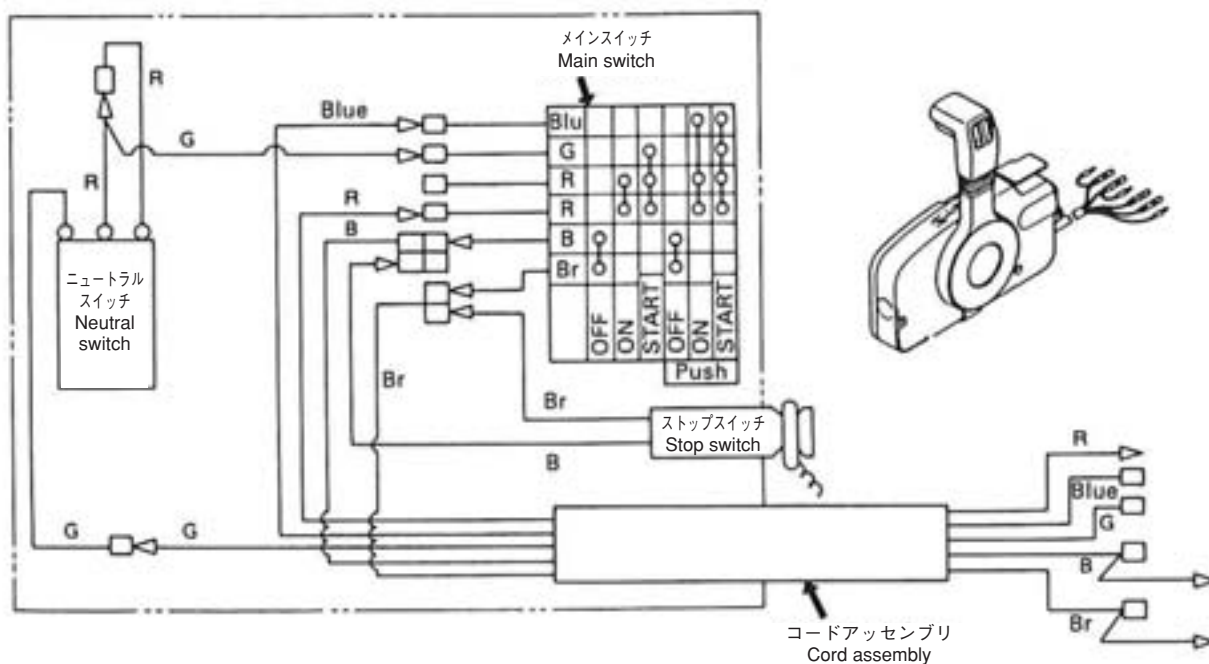 メインスイッチ
Main switch
R
Blue
G
R
R
B
Blu
G
R
R
B
Br
OFF
ON
START
OFF
ON
START
Push
ニュートラル
スイッチ
Neutral
switch
Br
Br
B
ストップスイッチ
Stop switch
G
G
R
Blue
G
B
Br
コードアッセンブリ
Cord assembly